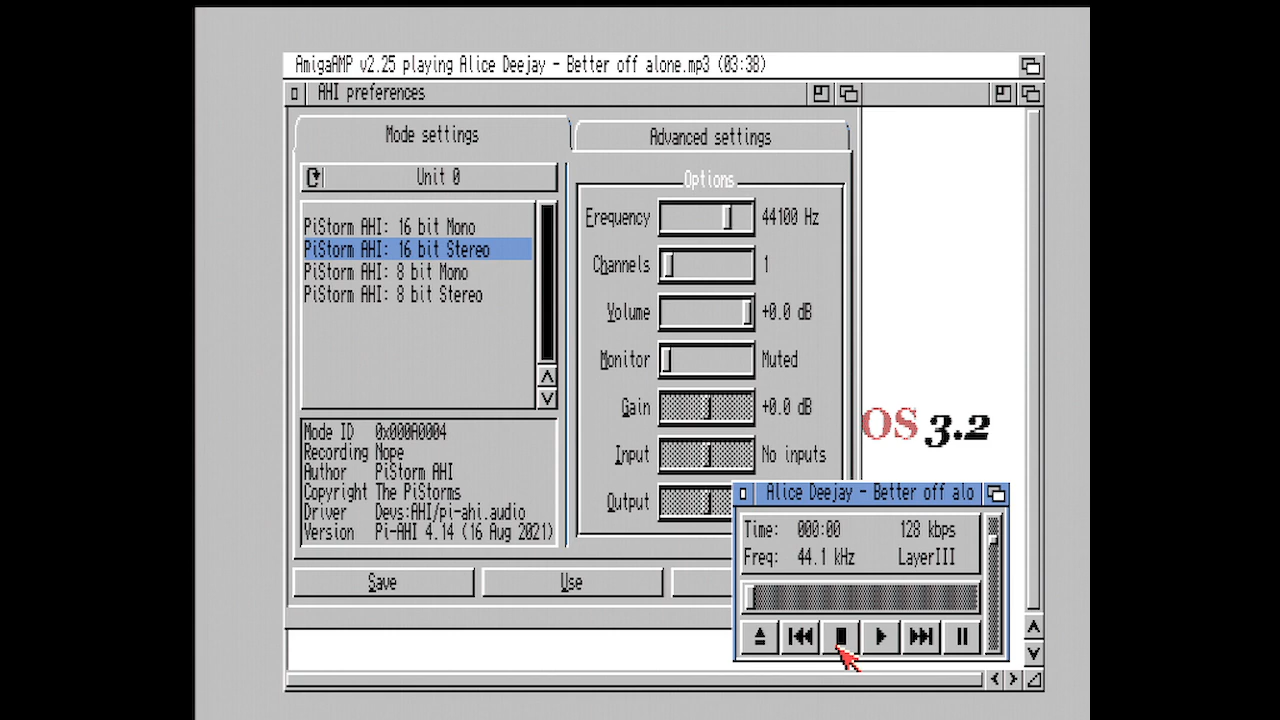 AmigaAMP v2.25 playing Alice Deejay - Better off alone.mp3 (03:38)
AHI preferences
Mode settings
Advanced settings
Unit 0
PiStorm AHI: 16 bit Mono
PiStorm AHI: 16 bit Stereo
PiStorm AHI: 8 bit Mono
PiStorm AHI: 8 bit Stereo
Mode ID 0x000A0004
Recording Nope
Author PiStorm AHI
Copyright The PiStorms
Driver Devs:AHI/pi-ahi.audio
Version Pi-AHI 4.14 (16 Aug 2021)
Options
Frequency 44100 Hz
Channels 1
Volume +0.0 dB
Monitor Muted
Gain +0.0 dB
Input No inputs
Output
Save
Use
OS 3.2
Alice Deejay - Better off alo
Time: 000:00 128 kbps
Freq: 44.1 kHz LayerIII